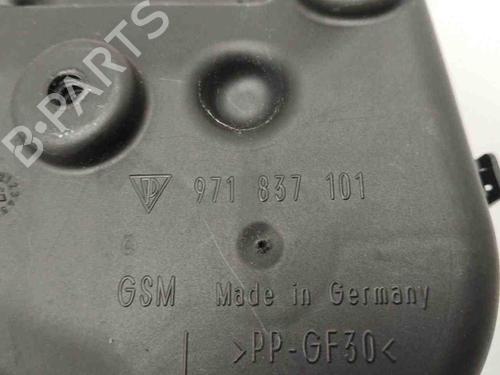 B-PARTS
P 971 837 101
GSM Made in Germany
>PP-GF30<